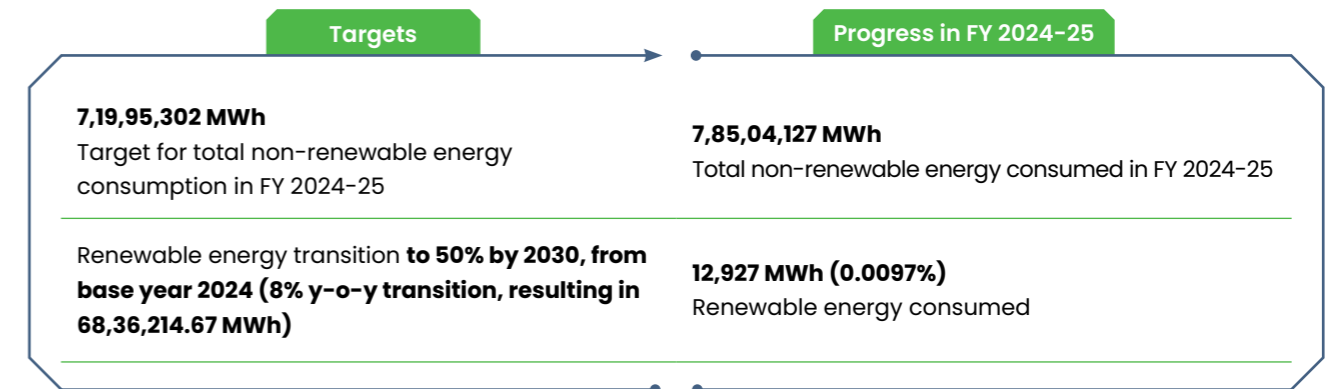 Targets
Progress in FY 2024-25
7,19,95,302 MWh
Target for total non-renewable energy
consumption in FY 2024-25
7,85,04,127 MWh
Total non-renewable energy consumed in FY 2024-25
Renewable energy transition to 50% by 2030, from
base year 2024 (8% y-o-y transition, resulting in
68,36,214.67 MWh)
12,927 MWh (0.0097%)
Renewable energy consumed